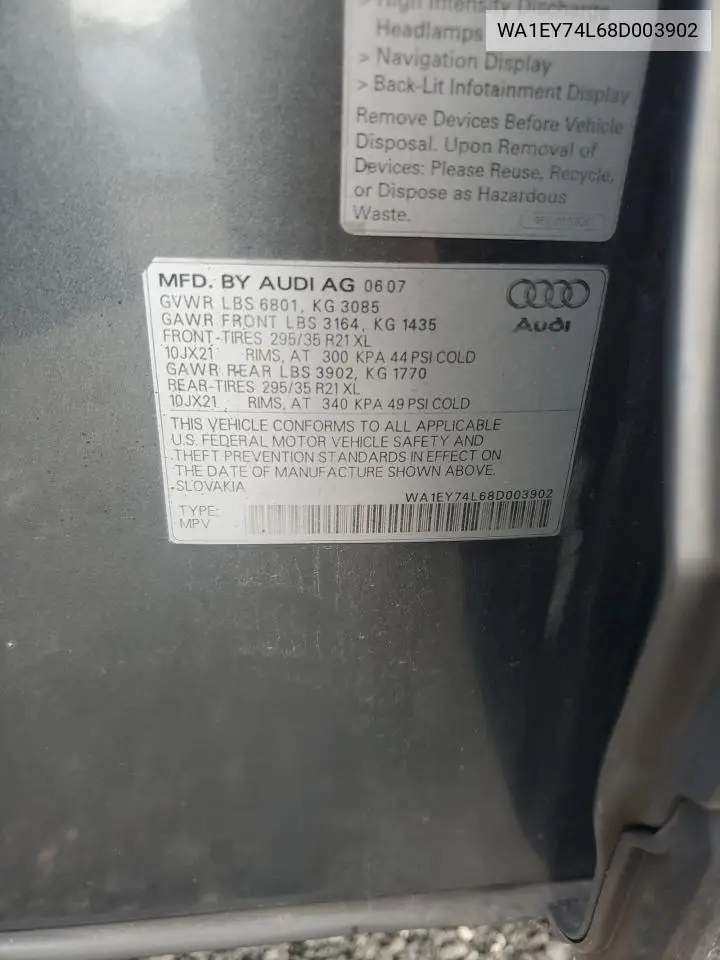 > High Intensity Discharge
Headlamps
WA1EY74L68D003902
> Navigation Display
> Back-Lit Infotainment Display
Remove Devices Before Vehicle
Disposal. Upon Removal of
Devices: Please Reuse, Recycle,
or Dispose as Hazardous
Waste.
MFD. BY AUDI AG 0607
GVWR LBS 6801, KG 3085
GAWR FRONT LBS 3164, KG 1435
FRONT-TIRES 295/35 R21 XL
10JX21 RIMS, AT 300 KPA 44 PSI COLD
GAWR REAR LBS 3902, KG 1770
REAR-TIRES 295/35 R21 XL
10JX21 RIMS, AT 340 KPA 49 PSI COLD
Audi
THIS VEHICLE CONFORMS TO ALL APPLICABLE
U.S. FEDERAL MOTOR VEHICLE SAFETY AND
THEFT PREVENTION STANDARDS IN EFFECT ON
THE DATE OF MANUFACTURE SHOWN ABOVE.
SLOVAKIA
WA1EY74L68D003902
TYPE:
MPV